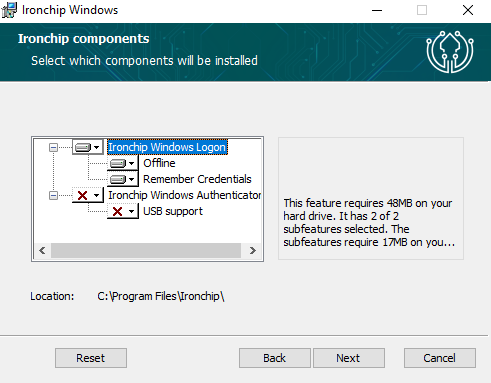 Ironchip Windows
Ironchip components
Select which components will be installed
Ironchip Windows Logon
Offline
Remember Credentials
Ironchip Windows Authenticator
USB support
This feature requires 48MB on your
hard drive. It has 2 of 2
subfeatures selected. The
subfeatures require 17MB on you...
Location: C:\Program Files\Ironchip\
Reset Back Next Cancel